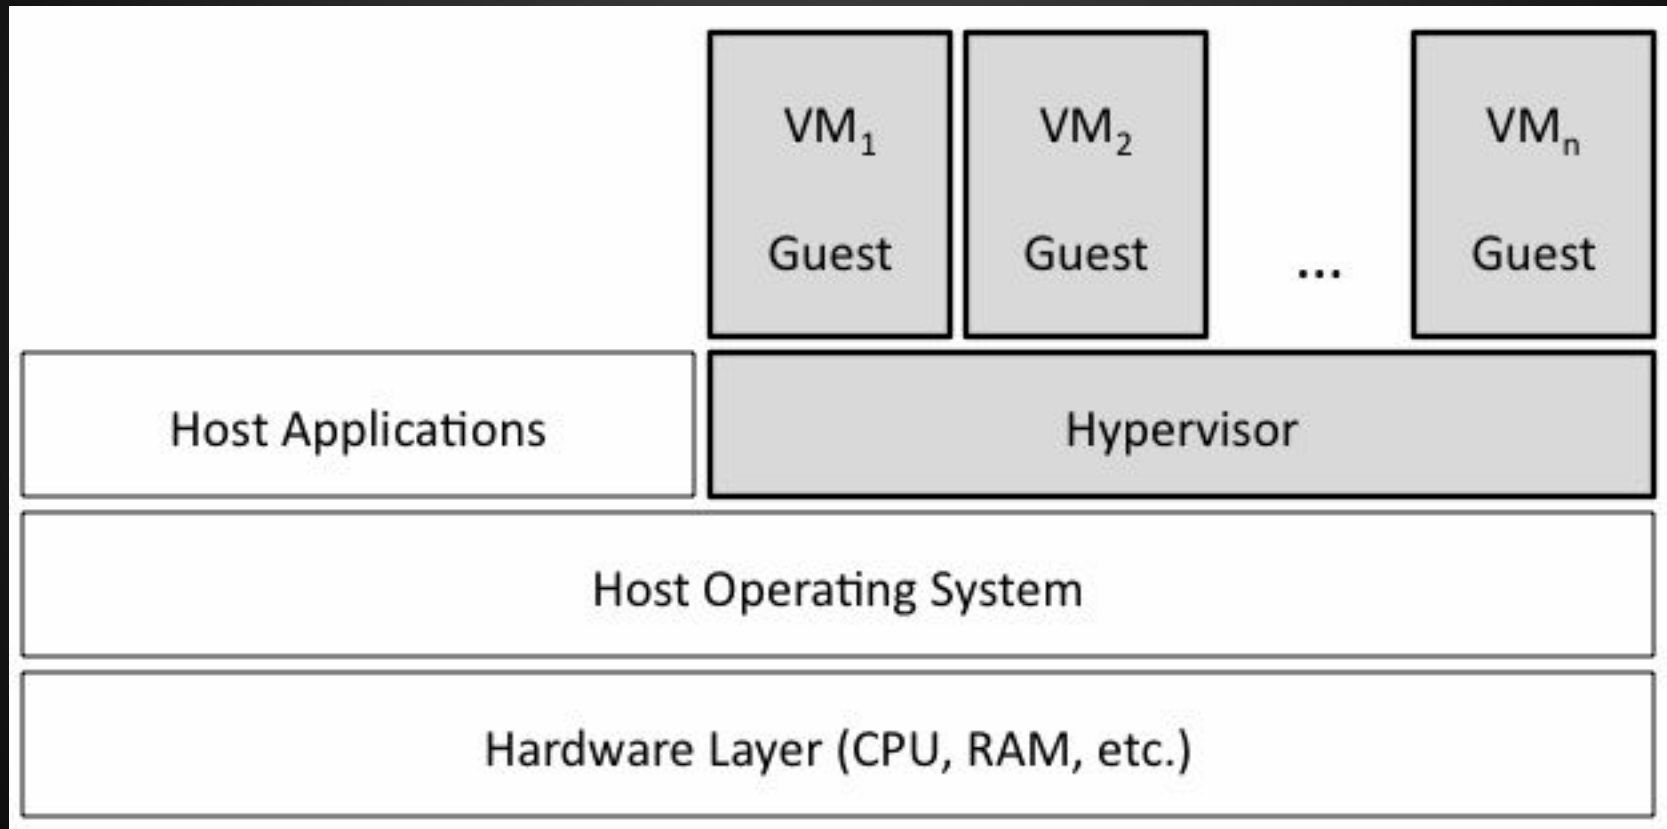 VM₁
Guest
VM₂
Guest
...
VMₙ
Guest
Host Applications
Hypervisor
Host Operating System
Hardware Layer (CPU, RAM, etc.)